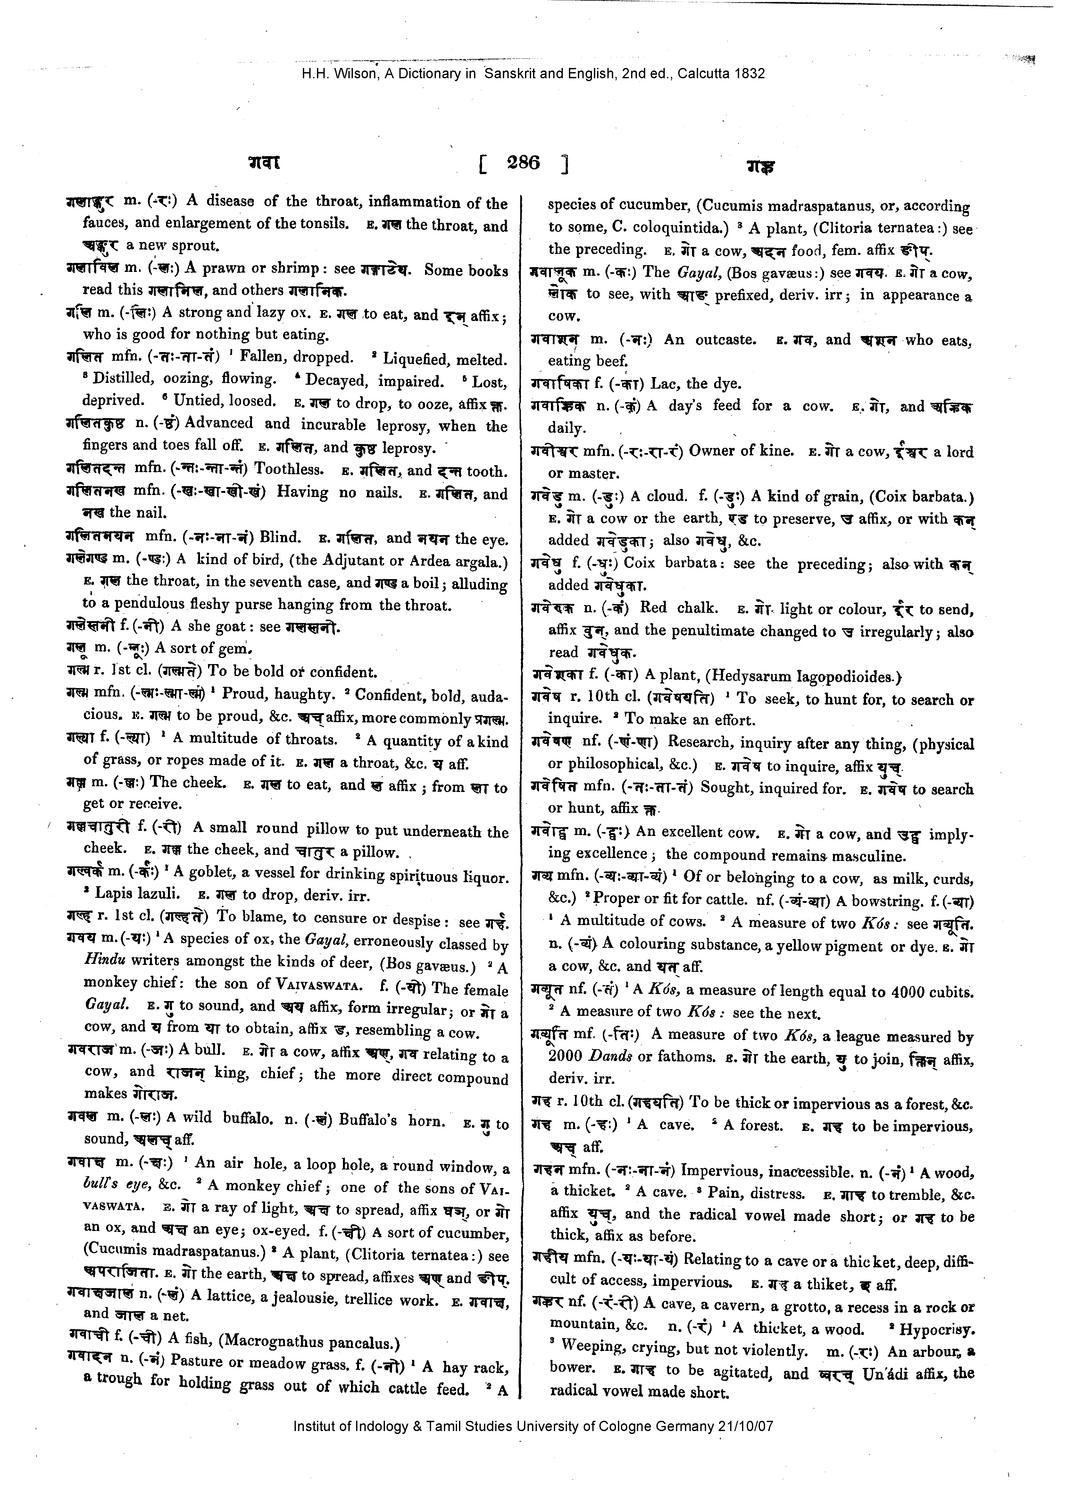 H.H. Wilson, A Dictionary in Sanskrit and English, 2nd ed., Calcutta 1832
गवा [ 286 ] गह्व
गलाङ्कुर m. (-रः) A disease of the throat, inflammation of the
fauces, and enlargement of the tonsils. E. गल the throat, and
अङ्कुर a new sprout.
गलाविल m. (-लः) A prawn or shrimp : see गङ्गाटेय. Some books
read this गलानिल, and others गलानिक.
गलि m. (-लिः) A strong and lazy ox. E. गल to eat, and इन् affix ;
who is good for nothing but eating.
गलित mfn. (-तः-ता-तं) ¹ Fallen, dropped. ² Liquefied, melted.
³ Distilled, oozing, flowing. ⁴ Decayed, impaired. ⁵ Lost,
deprived. ⁶ Untied, loosed. E. गल to drop, to ooze, affix क्त.
गलितकुष्ठ n. (-ष्ठं) Advanced and incurable leprosy, when the
fingers and toes fall off. E. गलित, and कुष्ठ leprosy.
गलितदन्त mfn. (-न्तः-न्ता-न्तं) Toothless. E. गलित, and दन्त tooth.
गलितनख mfn. (-खः-खा-खी-खं) Having no nails. E. गलित, and
नख the nail.
गलितनयन mfn. (-नः-ना-नं) Blind. E. गलित, and नयन the eye.
गलेगण्ड m. (-ण्डः) A kind of bird, (the Adjutant or Ardea argala.)
E. गल the throat, in the seventh case, and गण्ड a boil ; alluding
to a pendulous fleshy purse hanging from the throat.
गलेस्तनी f. (-नी) A she goat : see गलस्तनी.
गलू m. (-लूः) A sort of gem.
गल्भ r. 1st cl. (गल्भते) To be bold or confident.
गल्भ mfn. (-ल्भः-ल्भा-ल्भं) ¹ Proud, haughty. ² Confident, bold, auda-
cious. E. गल्भ to be proud, &c. अच् affix, more commonly प्रगल्भ.
गल्या f. (-ल्या) ¹ A multitude of throats. ² A quantity of a kind
of grass, or ropes made of it. E. गल a throat, &c. य aff.
गल्ल m. (-ल्लः) The cheek. E. गल to eat, and ल affix ; from ला to
get or receive.
गल्लचातुरी f. (-री) A small round pillow to put underneath the
cheek. E. गल्ल the cheek, and चातुर a pillow.
गल्वर्क m. (-र्कः) ¹ A goblet, a vessel for drinking spirituous liquor.
² Lapis lazuli. E. गल to drop, deriv. irr.
गल्ह r. 1st cl. (गल्हते) To blame, to censure or despise : see गर्ह.
गवय m. (-यः) ¹ A species of ox, the Gayal, erroneously classed by
Hindu writers amongst the kinds of deer, (Bos gavæus.) ² A
monkey chief : the son of VAIVASWATA. f. (-यी) The female
Gayal. E. गु to sound, and अय affix, form irregular ; or गो a
cow, and य from या to obtain, affix ड, resembling a cow.
गवराज m. (-जः) A bull. E. गो a cow, affix अण्, गव relating to a
cow, and राजन् king, chief ; the more direct compound
makes गोराज.
गवल m. (-लः) A wild buffalo. n. (-लं) Buffalo's horn. E. गु to
sound, अलच् aff.
गवाक्ष m. (-क्षः) ¹ An air hole, a loop hole, a round window, a
bull's eye, &c. ² A monkey chief ; one of the sons of VAI-
VASWATA. E. गो a ray of light, अक्ष to spread, affix घञ्, or गो
an ox, and अक्ष an eye; ox-eyed. f. (-क्षी) A sort of cucumber,
(Cucumis madraspatanus.) ² A plant, (Clitoria ternatea :) see
अपराजिता. E. गो the earth, अक्ष to spread, affixes अण् and ङीप्.
गवाक्षजाल n. (-लं) A lattice, a jealousie, trellice work. E. गवाक्ष,
and जाल a net.
गवाची f. (-ची) A fish, (Macrognathus pancalus.)
गवादन n. (-नं) Pasture or meadow grass. f. (-नी) ¹ A hay rack,
a trough for holding grass out of which cattle feed. ² A
species of cucumber, (Cucumis madraspatanus, or, according
to some, C. coloquintida.) ³ A plant, (Clitoria ternatea :) see
the preceding. E. गो a cow, अदन food, fem. affix ङीप्.
गवालूक m. (-कः) The Gayal, (Bos gavæus :) see गवय. E. गो a cow,
लोक to see, with आङ् prefixed, deriv. irr ; in appearance a
cow.
गवाशन m. (-नः) An outcaste. E. गव, and अशन who eats,
eating beef.
गवाषिका f. (-का) Lac, the dye.
गवाह्निक n. (-कं) A day's feed for a cow. E. गो, and अह्निक
daily.
गवीश्वर mfn. (-रः-रा-रं) Owner of kine. E. गो a cow, ईश्वर a lord
or master.
गवेडु m. (-डुः) A cloud. f. (-डुः) A kind of grain, (Coix barbata.)
E. गो a cow or the earth, एड to preserve, उ affix, or with कन्
added गवेडुका ; also गवेधु, &c.
गवेधु f. (-धुः) Coix barbata : see the preceding ; also with कन्
added गवेधुका.
गवेरुक n. (-कं) Red chalk. E. गो light or colour, ईर to send,
affix वुन्, and the penultimate changed to उ irregularly ; also
read गवेधुक.
गवेशका f. (-का) A plant, (Hedysarum lagopodioides.)
गवेष r. 10th cl. (गवेषयति) ¹ To seek, to hunt for, to search or
inquire. ² To make an effort.
गवेषण nf. (-णं-णा) Research, inquiry after any thing, (physical
or philosophical, &c.) E. गवेष to inquire, affix युच्.
गवेषित mfn. (-तः-ता-तं) Sought, inquired for. E. गवेष to search
or hunt, affix क्त.
गवोद्घ m. (-द्घः) An excellent cow. E. गो a cow, and उद्घ imply-
ing excellence ; the compound remains masculine.
गव्य mfn. (-व्यः-व्या-व्यं) ¹ Of or belonging to a cow, as milk, curds,
&c.) ² Proper or fit for cattle. nf. (-व्यं-व्या) A bowstring. f. (-व्या)
¹ A multitude of cows. ² A measure of two Kós : see गव्यूति.
n. (-व्यं) A colouring substance, a yellow pigment or dye. E. गो
a cow, &c. and यत् aff.
गव्यूत nf. (-तं) ¹ A Kós, a measure of length equal to 4000 cubits.
² A measure of two Kós : see the next.
गव्यूति mf. (-तिः) A measure of two Kós, a league measured by
2000 Dands or fathoms. E. गो the earth, यु to join, क्तिन् affix,
deriv. irr.
गह r. 10th cl. (गहयति) To be thick or impervious as a forest, &c.
गह m. (-हः) ¹ A cave. ² A forest. E. गह to be impervious,
अच् aff.
गहन mfn. (-नः-ना-नं) Impervious, inaccessible. n. (-नं) ¹ A wood,
a thicket. ² A cave. ³ Pain, distress. E. गाह to tremble, &c.
affix युच्, and the radical vowel made short ; or गह to be
thick, affix as before.
गहीय mfn. (-यः-या-यं) Relating to a cave or a thicket, deep, diffi-
cult of access, impervious. E. गह a thiket, छ aff.
गह्वर nf. (-रं-री) A cave, a cavern, a grotto, a recess in a rock or
mountain, &c. n. (-रं) ¹ A thicket, a wood. ² Hypocrisy.
³ Weeping, crying, but not violently. m. (-रः) An arbour, a
bower. E. गाह to be agitated, and ष्वरच् Un'ádi affix, the
radical vowel made short.
Institut of Indology & Tamil Studies University of Cologne Germany 21/10/07